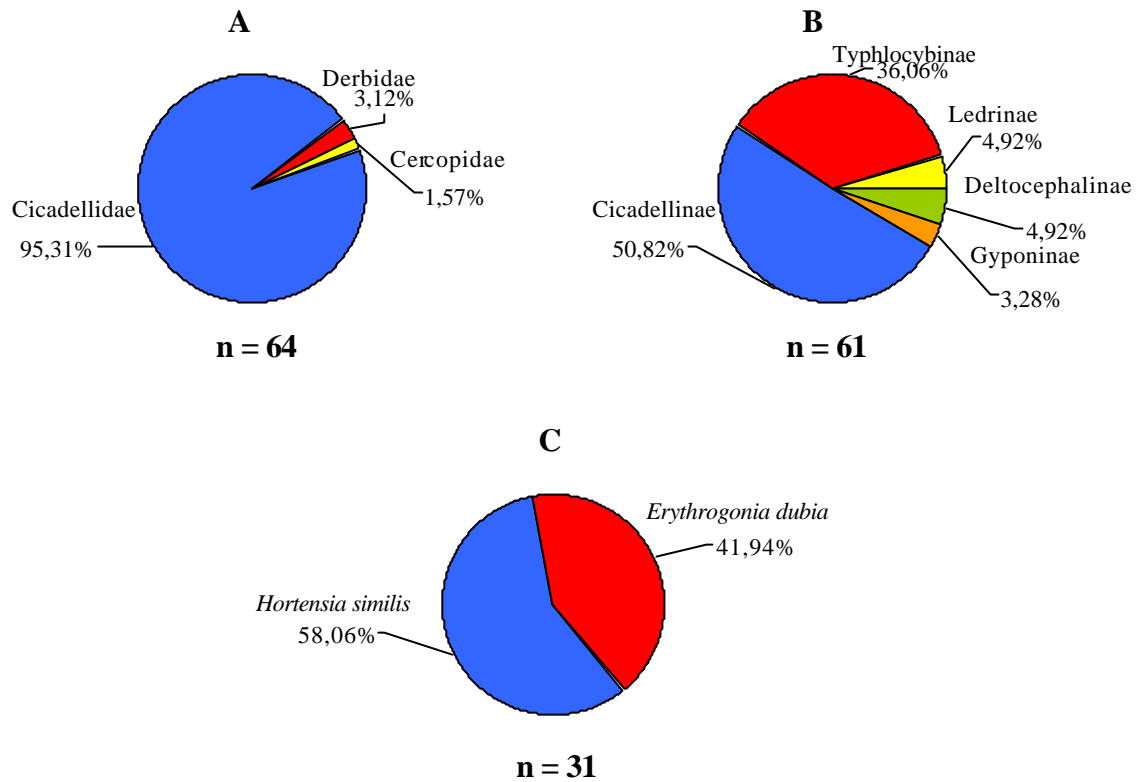 A
Derbidae
3,12%
Cercopidae
1,57%
Cicadellidae
95,31%
n = 64
B
Typhlocybinae
36,06%
Ledrinae
4,92%
Deltocephalinae
4,92%
Gyponinae
3,28%
Cicadellinae
50,82%
n = 61
C
Erythrogonia dubia
41,94%
Hortensia similis
58,06%
n = 31